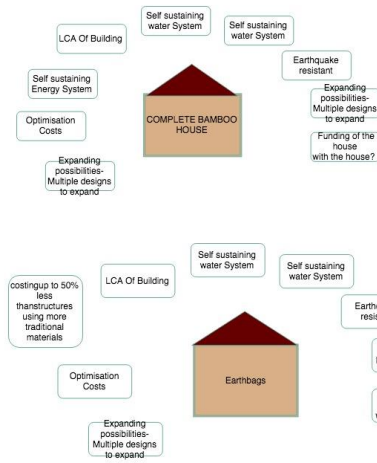 Self sustaining
water System
LCA Of Building
Self sustaining
water System
Self sustaining
Energy System
Earthquake
resistant
COMPLETE BAMBOO
HOUSE
Expanding
possibilities-
Multiple designs
to expand
Optimisation
Costs
Funding of the
house
with the house?
Expanding
possibilities-
Multiple designs
to expand
Self sustaining
water System
Self sustaining
water System
LCA Of Building
costingup to 50%
less
thanstructures
using more
traditional
materials
Earthbags
Optimisation
Costs
Expanding
possibilities-
Multiple designs
to expand